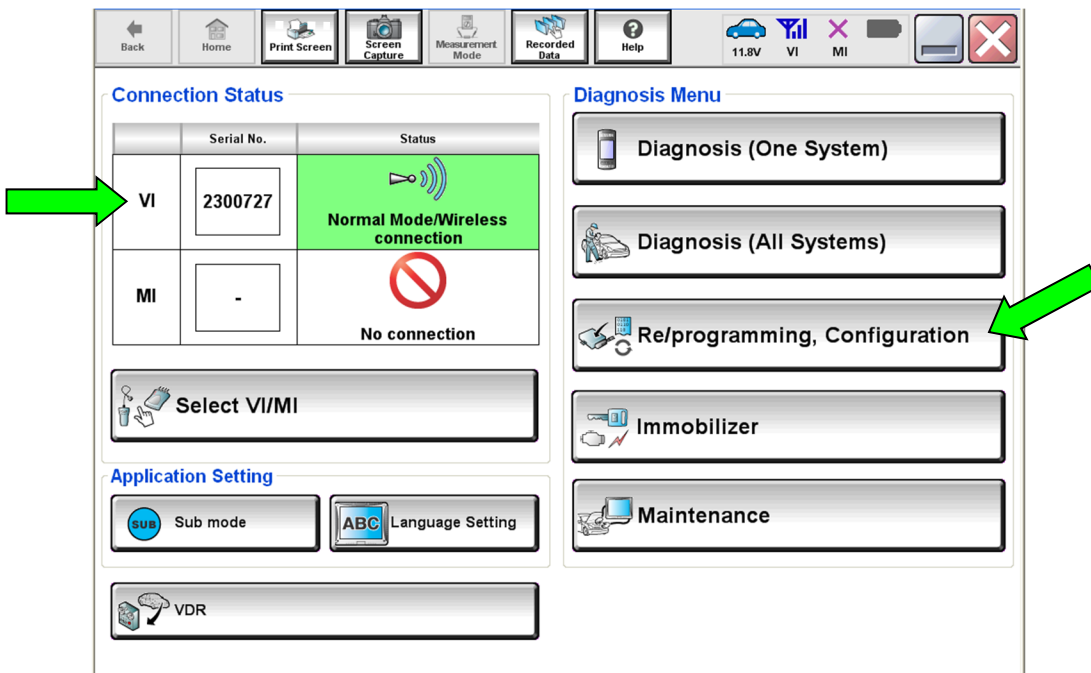 Back
Home
Print Screen
Screen
Capture
Measurement
Mode
Recorded
Data
?
Help
11.8V
VI
MI
Connection Status
Serial No.
Status
VI
2300727
Normal Mode/Wireless
connection
MI
-
No connection
Select VI/MI
Application Setting
SUB
Sub mode
ABC
Language Setting
VDR
Diagnosis Menu
Diagnosis (One System)
Diagnosis (All Systems)
Re/programming, Configuration
Immobilizer
Maintenance